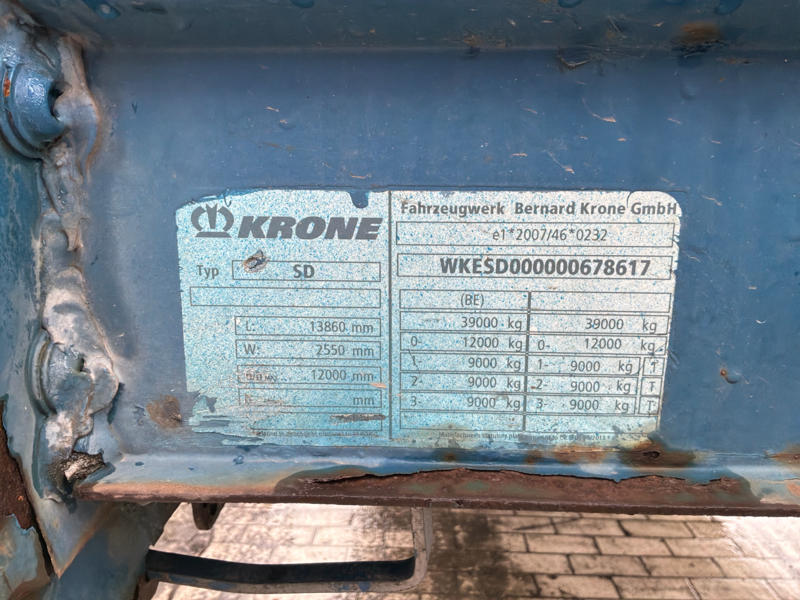 KRONE
Typ SD
L: 13860 mm
W: 2550 mm
12000 mm
mm
Fahrzeugwerk Bernard Krone GmbH
e1*2007/46*0232
WKESD000000678617
(BE)
39000 kg 39000 kg
0- 12000 kg 0- 12000 kg
1- 9000 kg 1- 9000 kg T
2- 9000 kg 2- 9000 kg T
3- 9000 kg 3- 9000 kg T